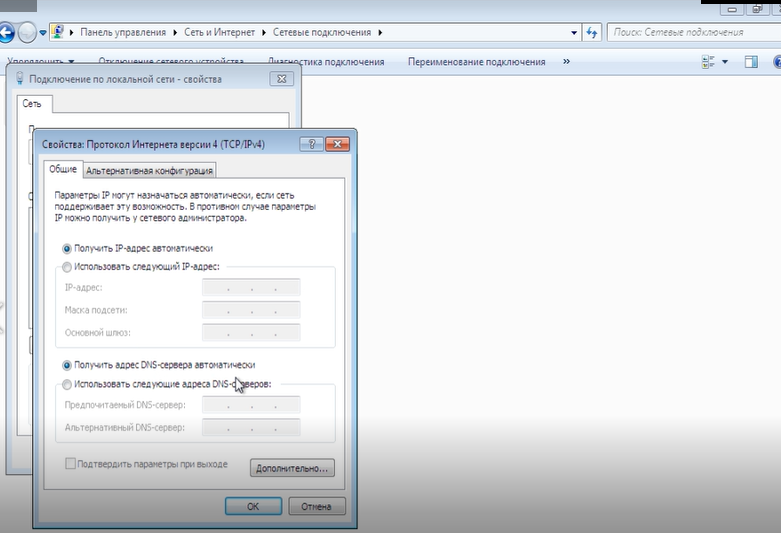 Панель управления Сеть и Интернет Сетевые подключения
Поиск: Сетевые подключения
Упорядочить Отключение сетевого устройства Диагностика подключения Переименование подключения »
Подключение по локальной сети - свойства
Сеть
Свойства: Протокол Интернета версии 4 (TCP/IPv4)
Общие Альтернативная конфигурация
Параметры IP могут назначаться автоматически, если сеть
поддерживает эту возможность. В противном случае параметры
IP можно получить у сетевого администратора.
Получить IP-адрес автоматически
Использовать следующий IP-адрес:
IP-адрес:
Маска подсети:
Основной шлюз:
Получить адрес DNS-сервера автоматически
Использовать следующие адреса DNS-серверов:
Предпочитаемый DNS-сервер:
Альтернативный DNS-сервер:
Подтвердить параметры при выходе
Дополнительно...
ОК Отмена